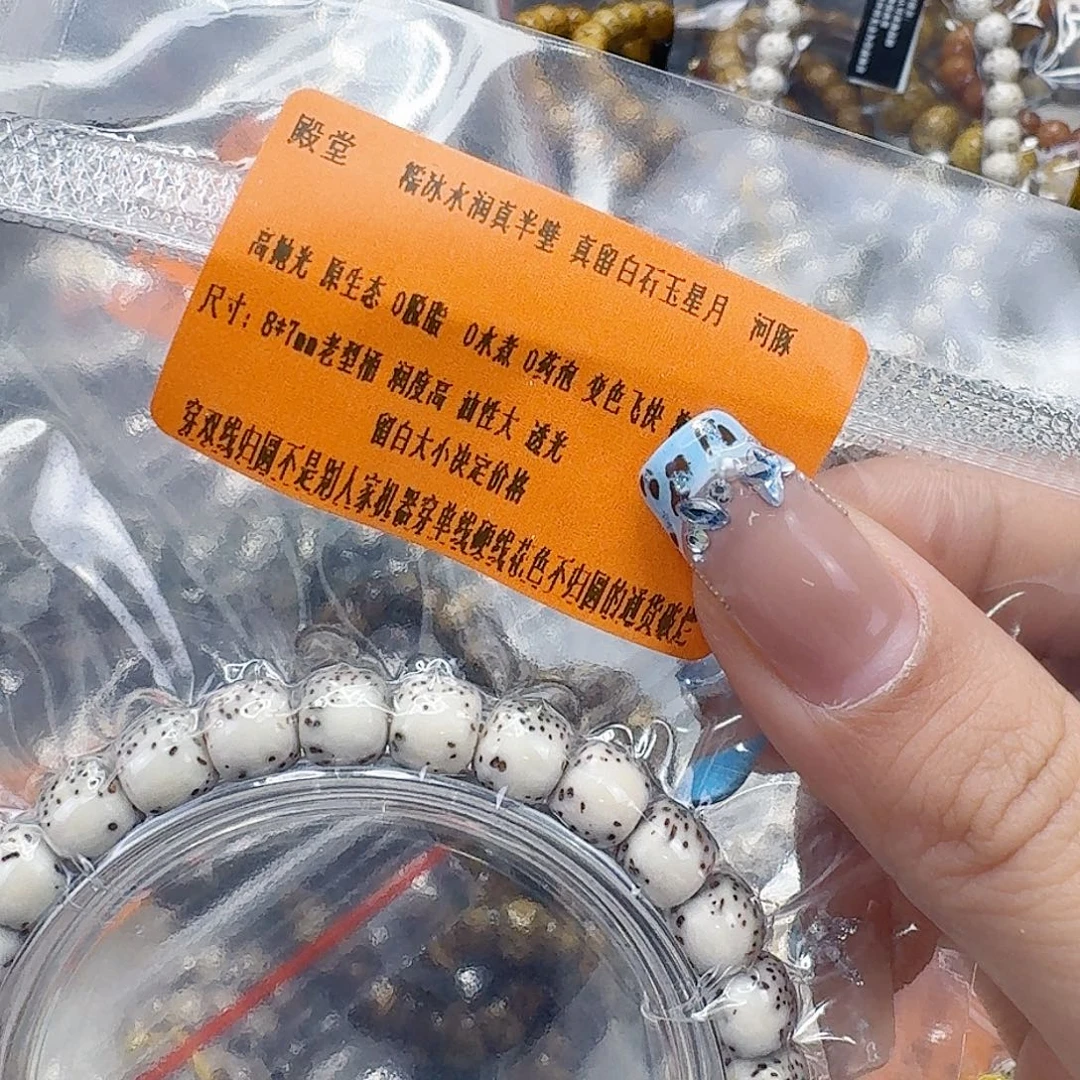 殿堂 糯冰水润真半壁 真留白石玉星月 河豚
高抛光 原生态 0脱脂 0水煮 0药泡 变色飞快
尺寸：8*7mm老型桶 润度高 油性大 透光
留白大小决定价格
穿双线归圆不是别人家机器穿单线硬线花色不归圆的通货破烂